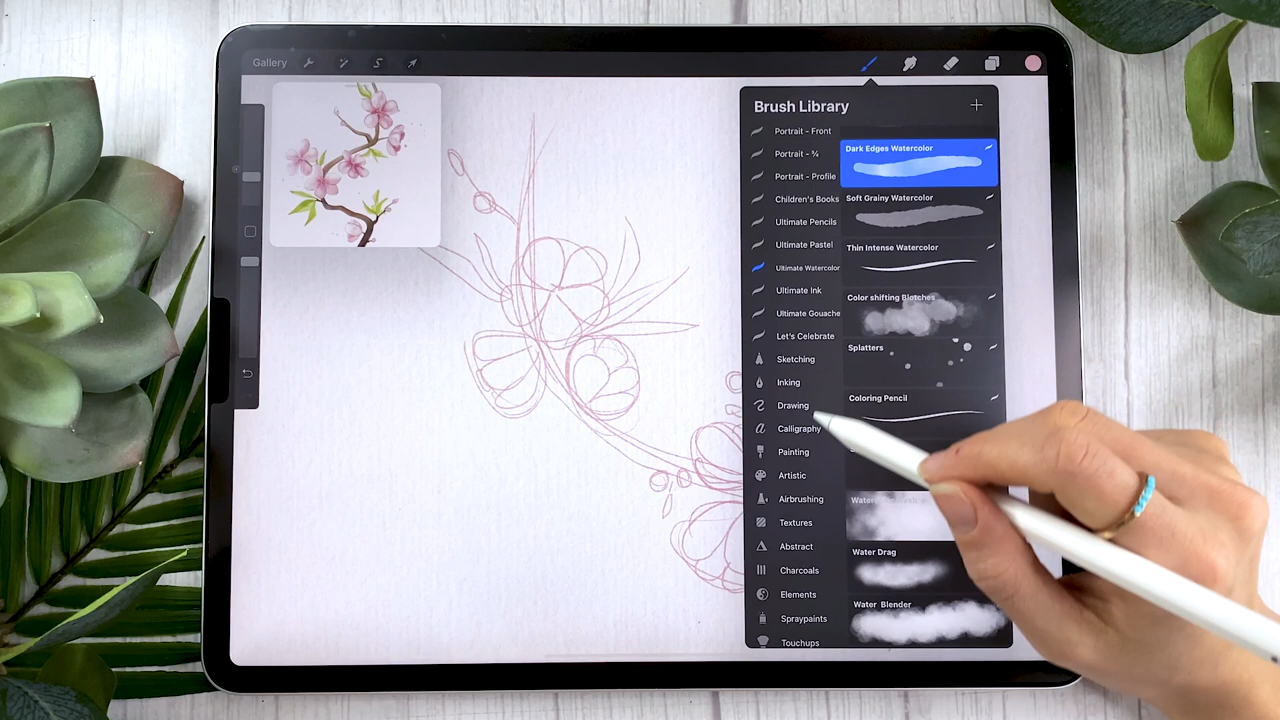 Gallery
Brush Library
Portrait - Front
Portrait - ¾
Portrait - Profile
Children's Books
Ultimate Pencils
Ultimate Pastel
Ultimate Watercolor
Ultimate Ink
Ultimate Gouache
Let's Celebrate
Sketching
Inking
Drawing
Calligraphy
Painting
Artistic
Airbrushing
Textures
Abstract
Charcoals
Elements
Spraypaints
Touchups
Dark Edges Watercolor
Soft Grainy Watercolor
Thin Intense Watercolor
Color shifting Blotches
Splatters
Coloring Pencil
Water Drag
Water Blender